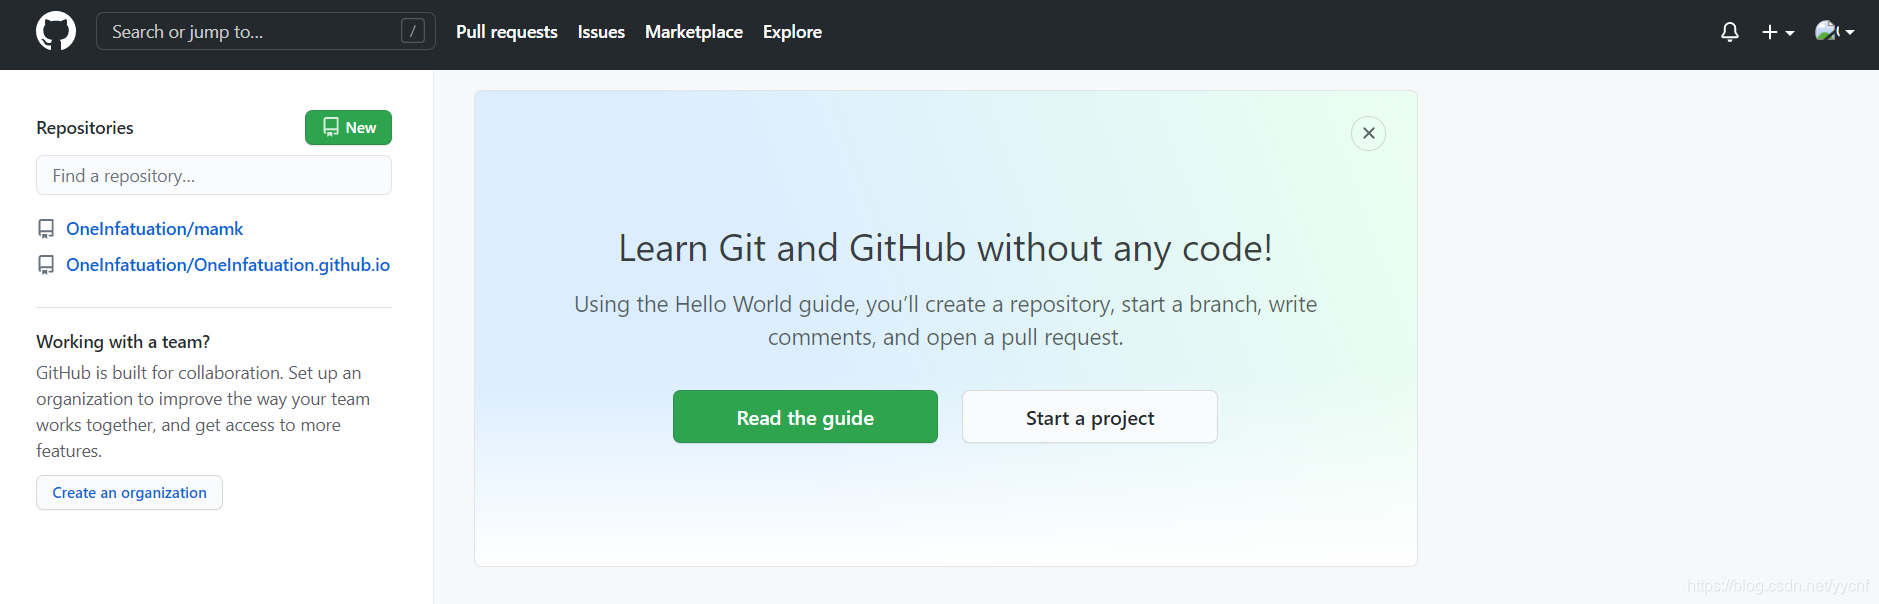 Search or jump to...
/
Pull requests
Issues
Marketplace
Explore
Repositories
New
Find a repository...
OneInfatuation/mamk
OneInfatuation/OneInfatuation.github.io
Working with a team?
GitHub is built for collaboration. Set up an
organization to improve the way your team
works together, and get access to more
features.
Create an organization
Learn Git and GitHub without any code!
Using the Hello World guide, you’ll create a repository, start a branch, write
comments, and open a pull request.
Read the guide
Start a project
https://blog.csdn.net/yycnf